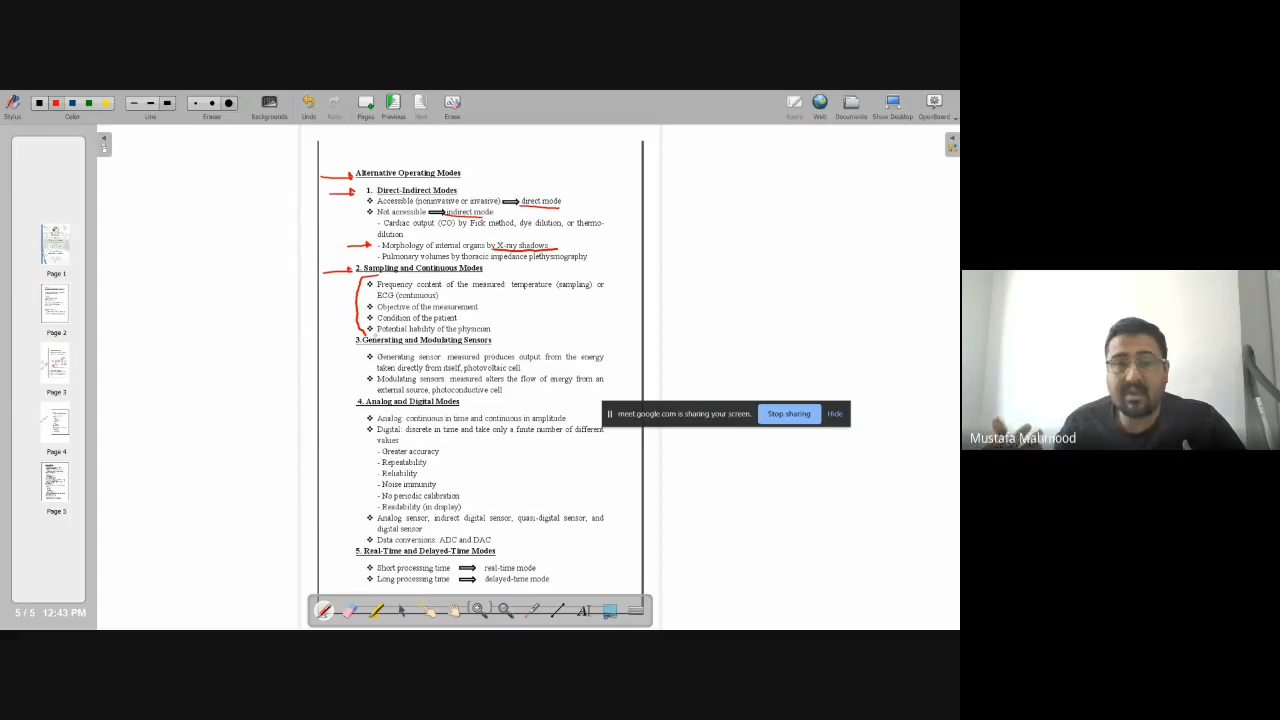 Stylus
Color
Line
Eraser
Backgrounds
Undo
Redo
Pages
Previous
Next
Erase
Board
Web
Documents
Show Desktop
OpenBoard
Alternative Operating Modes
1. Direct-Indirect Modes
❖ Accessible (noninvasive or invasive) ⟹ direct mode
❖ Not accessible ⟹ indirect mode
- Cardiac output (CO) by Fick method, dye dilution, or thermo-
dilution
- Morphology of internal organs by X-ray shadows
- Pulmonary volumes by thoracic impedance plethysmography
2. Sampling and Continuous Modes
❖ Frequency content of the measured temperature (sampling) or
ECG (continuous)
❖ Objective of the measurement
❖ Condition of the patient
❖ Potential liability of the physician
3.Generating and Modulating Sensors
❖ Generating sensor measured produces output from the energy
taken directly from itself, photovoltaic cell
❖ Modulating sensors measured alters the flow of energy from an
external source, photoconductive cell
4. Analog and Digital Modes
❖ Analog continuous in time and continuous in amplitude
❖ Digital: discrete in time and take only a finite number of different
values
- Greater accuracy
- Repeatability
- Reliability
- Noise immunity
- No periodic calibration
- Readability (in display)
❖ Analog sensor, indirect digital sensor, quasi-digital sensor, and
digital sensor
❖ Data conversions: ADC and DAC
5. Real-Time and Delayed-Time Modes
❖ Short processing time ⟹ real-time mode
❖ Long processing time ⟹ delayed-time mode
meet.google.com is sharing your screen.
Stop sharing
Hide
Page 1
Page 2
Page 3
Page 4
Page 5
5 / 5 12:43 PM
Mustafa Mahmood